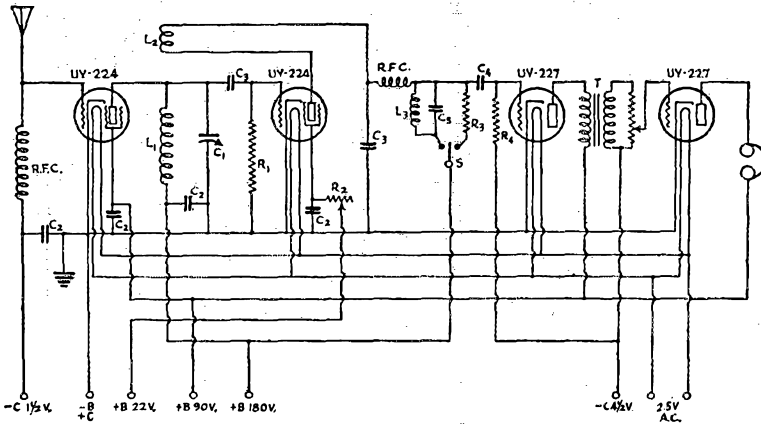 L2
UY-224
C3
UY-224
R.F.C.
C4
UY-227
T
UY-227
L3
C5
R3
R4
L1
C1
R1
C3
S
R.F.C.
C2
R2
C2
C2
C2
-C 1½V.
-B
+C
+B 22V.
+B 90V.
+B 180V.
-C4½V.
2.5V
A.C.